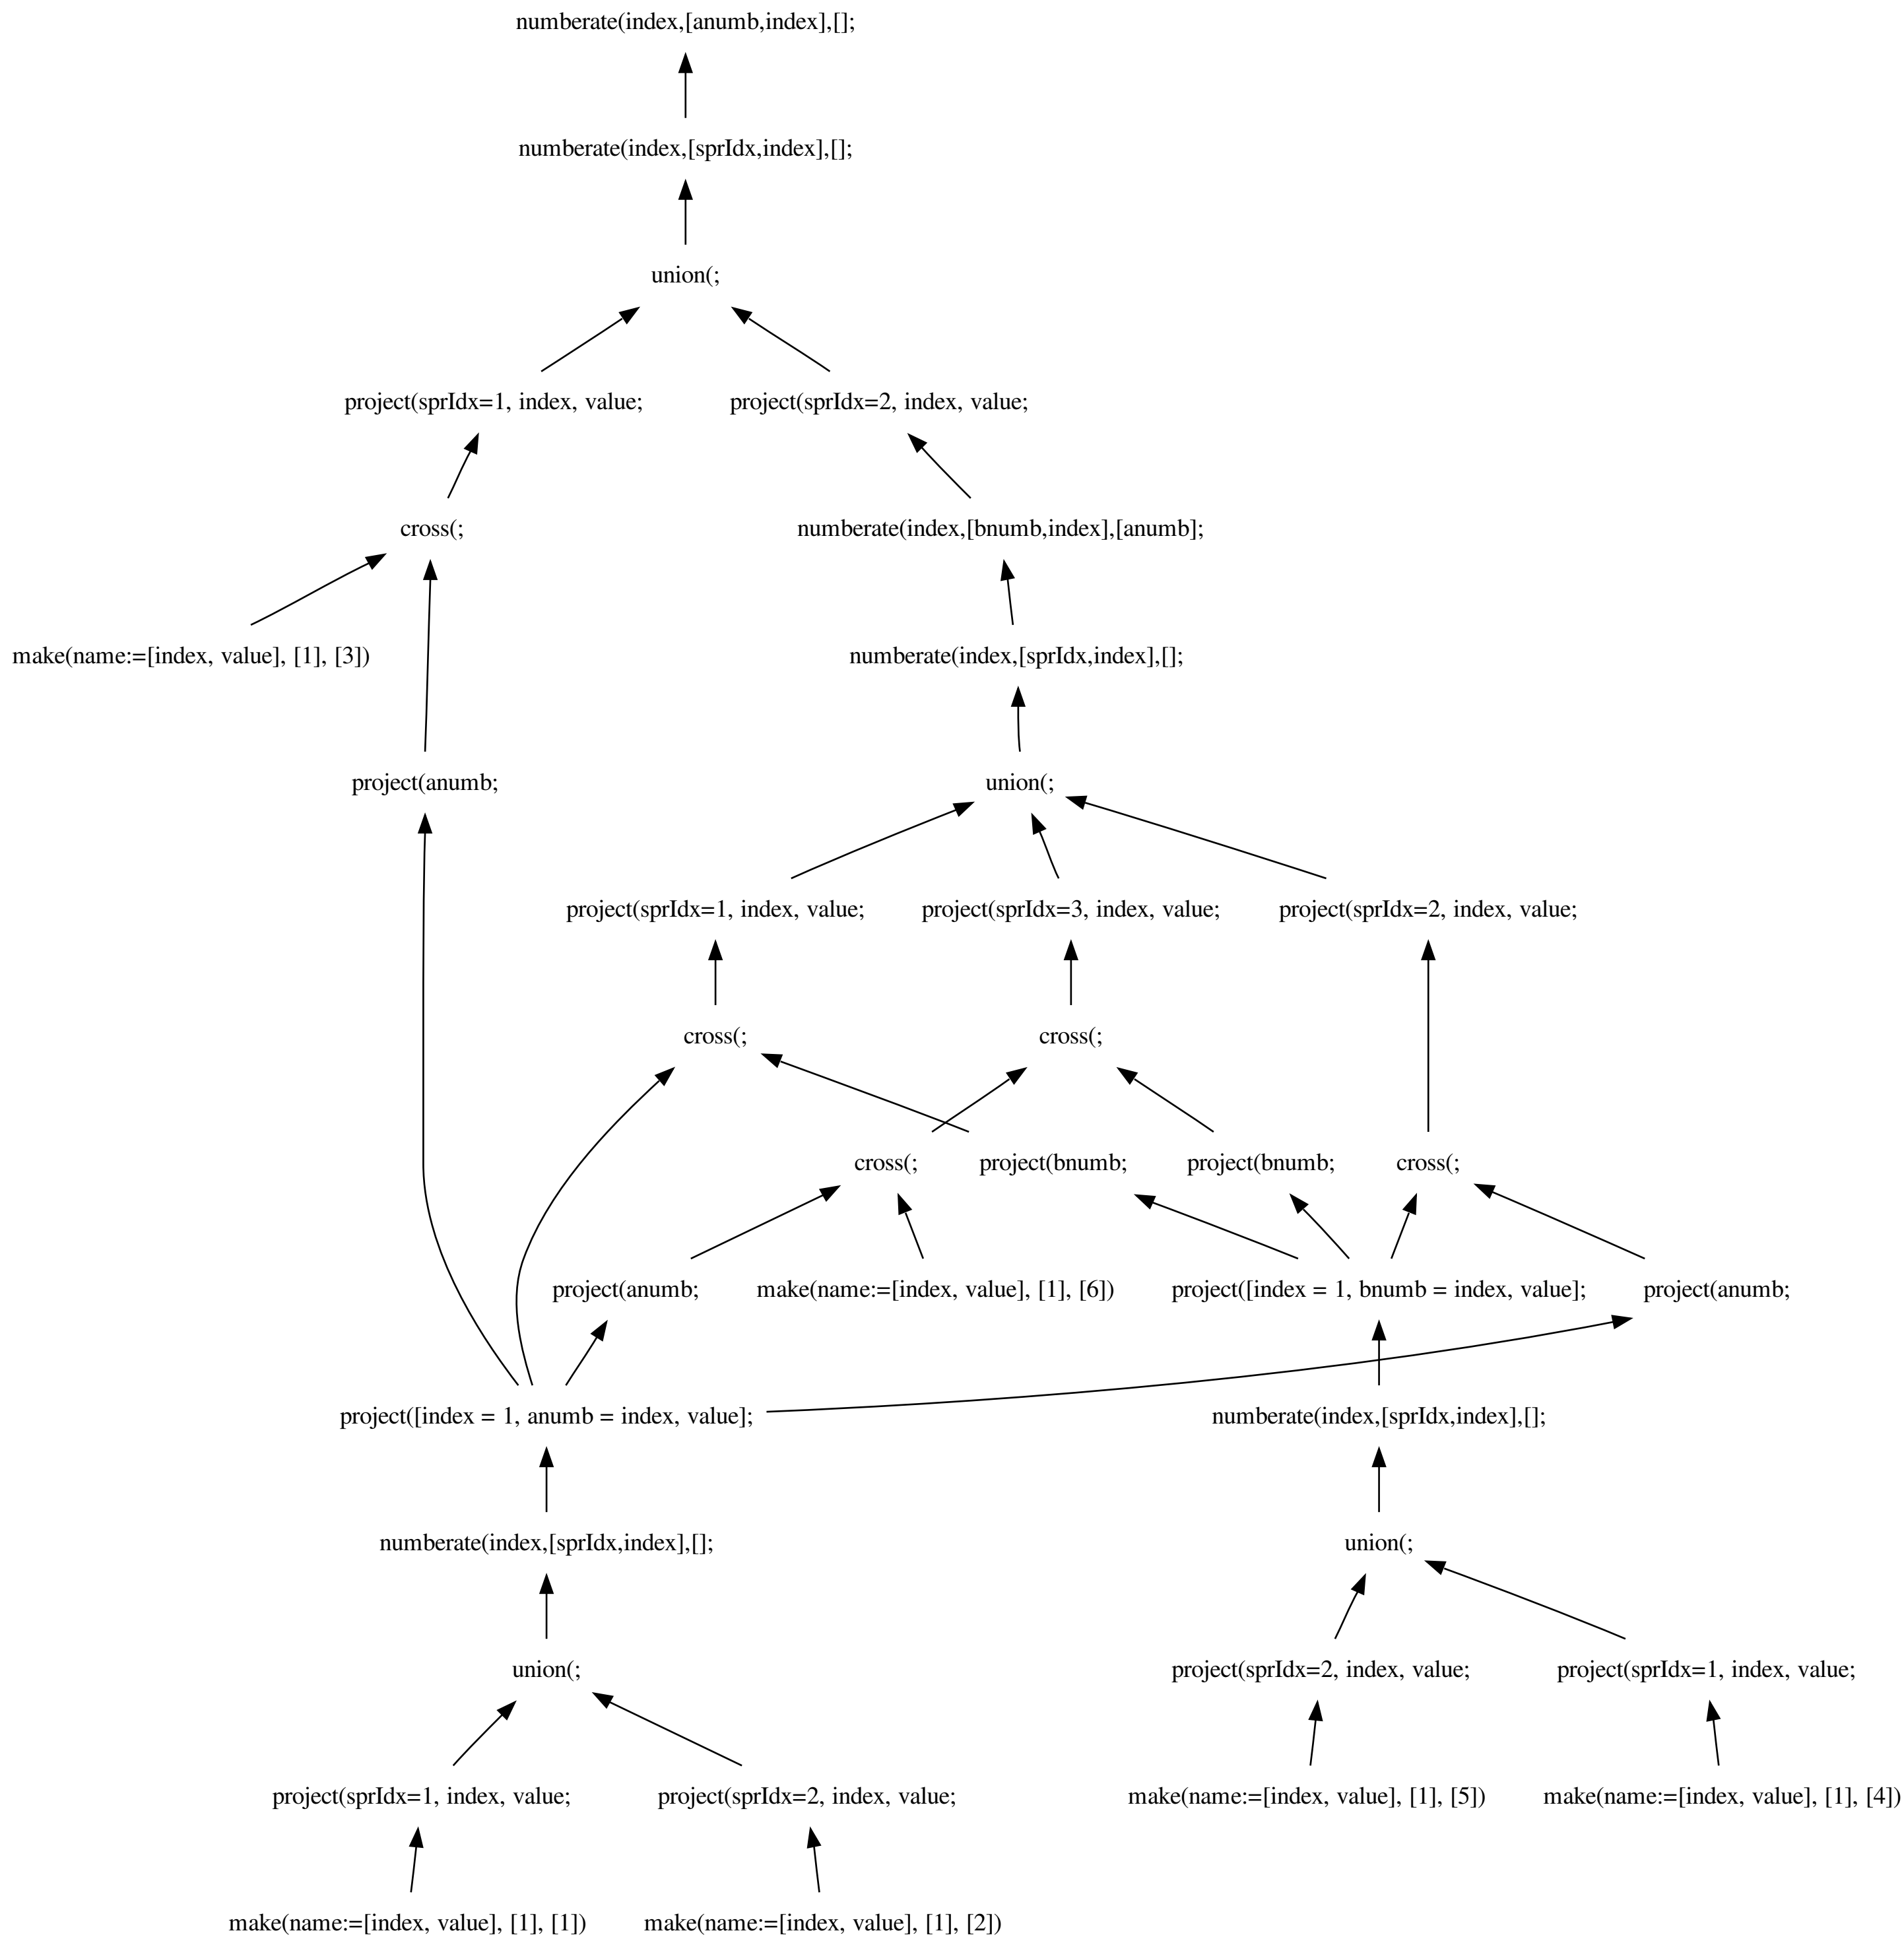 numberate(index,[anumb,index],[];
numberate(index,[sprIdx,index],[];
union(;
project(sprIdx=1, index, value;
project(sprIdx=2, index, value;
cross(;
numberate(index,[bnumb,index],[anumb];
make(name:=[index, value], [1], [3])
numberate(index,[sprIdx,index],[];
project(anumb;
union(;
project(sprIdx=1, index, value;
project(sprIdx=3, index, value;
project(sprIdx=2, index, value;
cross(;
cross(;
cross(;
project(bnumb;
project(bnumb;
cross(;
project(anumb;
make(name:=[index, value], [1], [6])
project([index = 1, bnumb = index, value];
project(anumb;
project([index = 1, anumb = index, value];
numberate(index,[sprIdx,index],[];
numberate(index,[sprIdx,index],[];
union(;
union(;
project(sprIdx=2, index, value;
project(sprIdx=1, index, value;
project(sprIdx=1, index, value;
project(sprIdx=2, index, value;
make(name:=[index, value], [1], [5])
make(name:=[index, value], [1], [4])
make(name:=[index, value], [1], [1])
make(name:=[index, value], [1], [2])